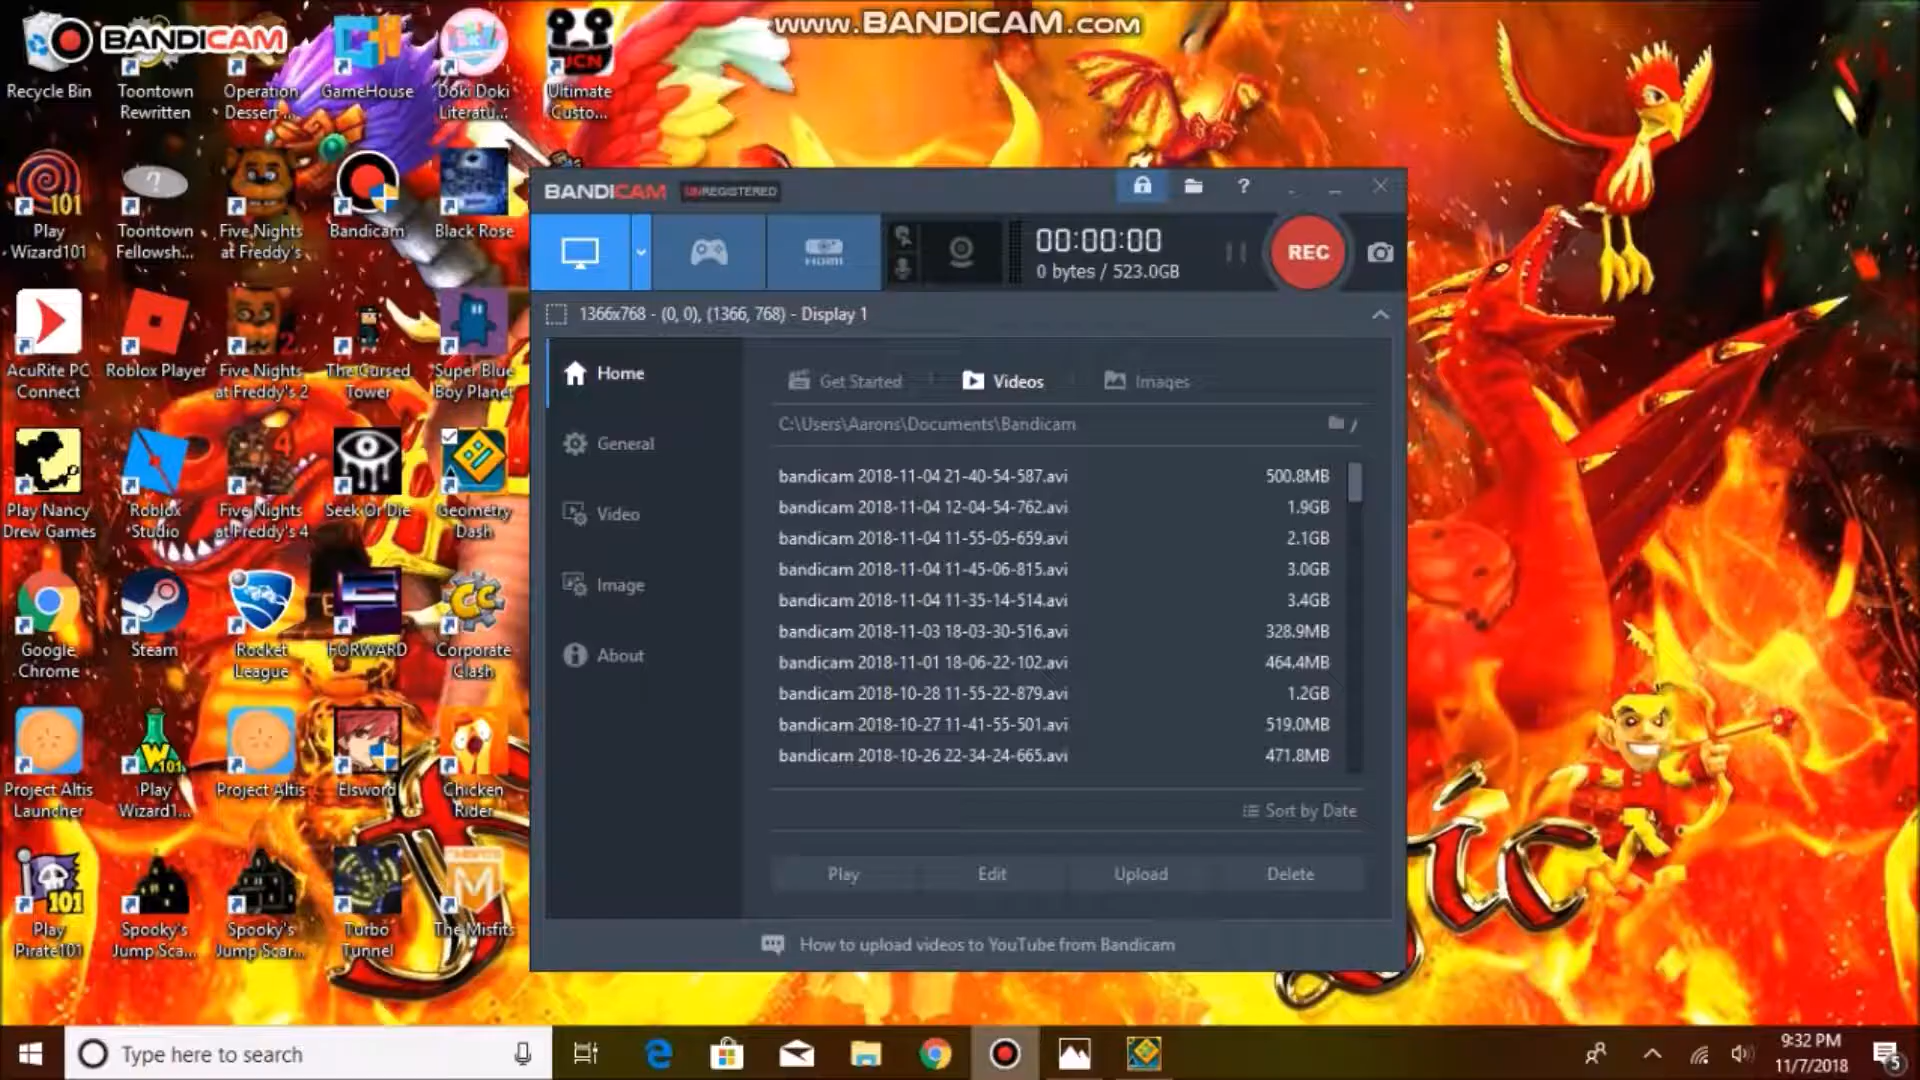 www.BANDICAM.com
BANDICAM
Recycle Bin
Toontown
Rewritten
Operation
Dessert ...
GameHouse
Doki Doki
Literatu...
UCN
Ultimate
Custo...
101
Play
Wizard101
?
Toontown
Fellowsh...
Five Nights
at Freddy's
Bandicam
Black Rose
AcuRite PC
Connect
Roblox Player
2
Five Nights
at Freddy's 2
The Cursed
Tower
Super Blue
Boy Planet
Play Nancy
Drew Games
Roblox
Studio
4
Five Nights
at Freddy's 4
Seek Or Die
Geometry
Dash
Google
Chrome
Steam
Rocket
League
FORWARD
CC
Corporate
Clash
Project Altis
Launcher
W
101
Play
Wizard1...
Project Altis
Elsword
Chicken
Rider
101
Play
Pirate101
Spooky's
Jump Sca...
Spooky's
Jump Scar...
Turbo
Tunnel
M
The Misfits
BANDICAM UNREGISTERED
?
HDMI
00:00:00
0 bytes / 523.0GB
REC
1366x768 - (0, 0), (1366, 768) - Display 1
Home
General
Video
Image
About
Get Started
Videos
Images
C:\Users\Aarons\Documents\Bandicam
bandicam 2018-11-04 21-40-54-587.avi 500.8MB
bandicam 2018-11-04 12-04-54-762.avi 1.9GB
bandicam 2018-11-04 11-55-05-659.avi 2.1GB
bandicam 2018-11-04 11-45-06-815.avi 3.0GB
bandicam 2018-11-04 11-35-14-514.avi 3.4GB
bandicam 2018-11-03 18-03-30-516.avi 328.9MB
bandicam 2018-11-01 18-06-22-102.avi 464.4MB
bandicam 2018-10-28 11-55-22-879.avi 1.2GB
bandicam 2018-10-27 11-41-55-501.avi 519.0MB
bandicam 2018-10-26 22-34-24-665.avi 471.8MB
Sort by Date
Play
Edit
Upload
Delete
How to upload videos to YouTube from Bandicam
Type here to search
9:32 PM
11/7/2018
5